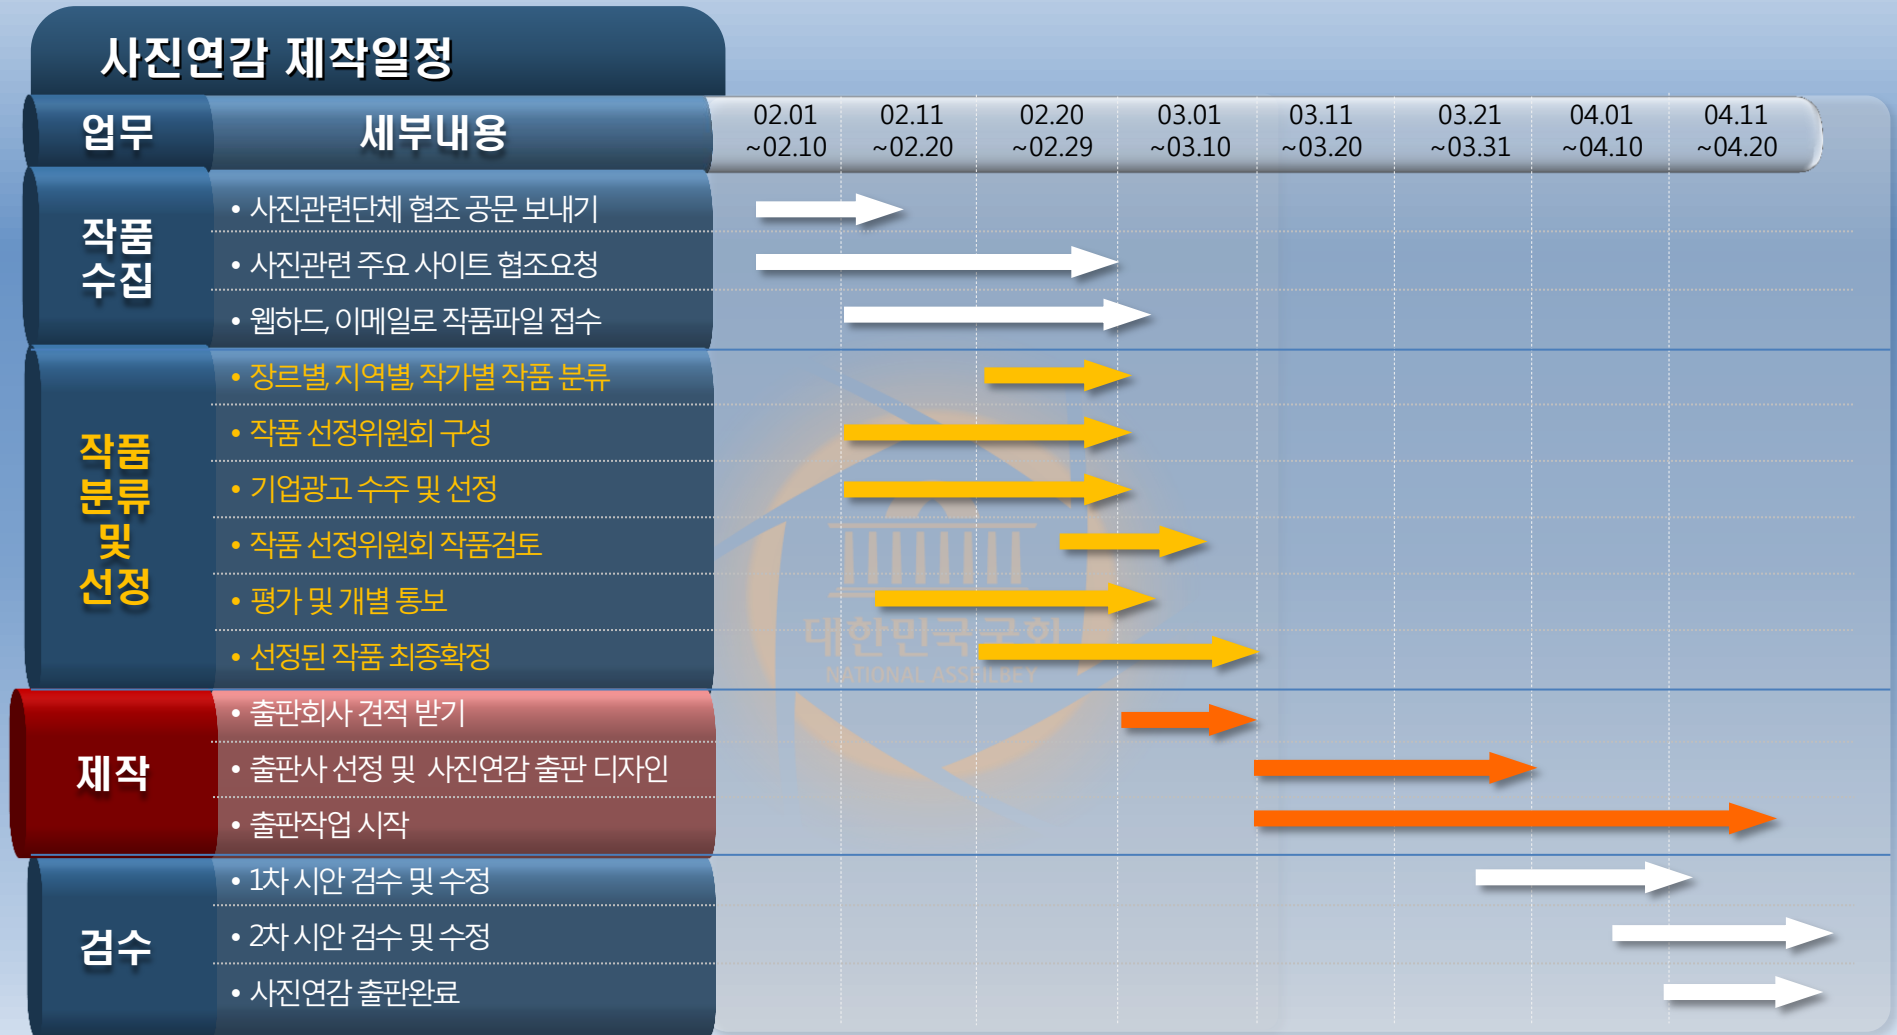 사진연감 제작일정
업무
세부내용
02.01
~02.10
02.11
~02.20
02.20
~02.29
03.01
~03.10
03.11
~03.20
03.21
~03.31
04.01
~04.10
04.11
~04.20
작품
수집
• 사진관련단체 협조 공문 보내기
• 사진관련 주요 사이트 협조요청
• 웹하드, 이메일로 작품파일 접수
작품
분류
및
선정
• 장르별, 지역별, 작가별 작품 분류
• 작품 선정위원회 구성
• 기업광고 수주 및 선정
• 작품 선정위원회 작품검토
• 평가 및 개별 통보
• 선정된 작품 최종확정
대한민국국회
NATIONAL ASSEILBEY
제작
• 출판회사 견적 받기
• 출판사 선정 및 사진연감 출판 디자인
• 출판작업 시작
검수
• 1차 시안 검수 및 수정
• 2차 시안 검수 및 수정
• 사진연감 출판완료